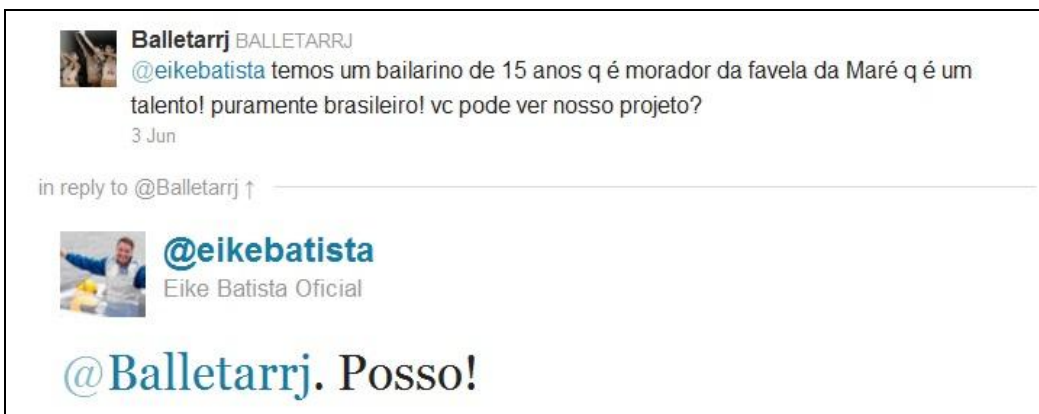 Balletarrj BALLETARRJ
@eikebatista temos um bailarino de 15 anos q é morador da favela da Maré q é um
talento! puramente brasileiro! vc pode ver nosso projeto?
3 Jun
in reply to @Balletarrj ↑
@eikebatista
Eike Batista Oficial
@Balletarrj. Posso!